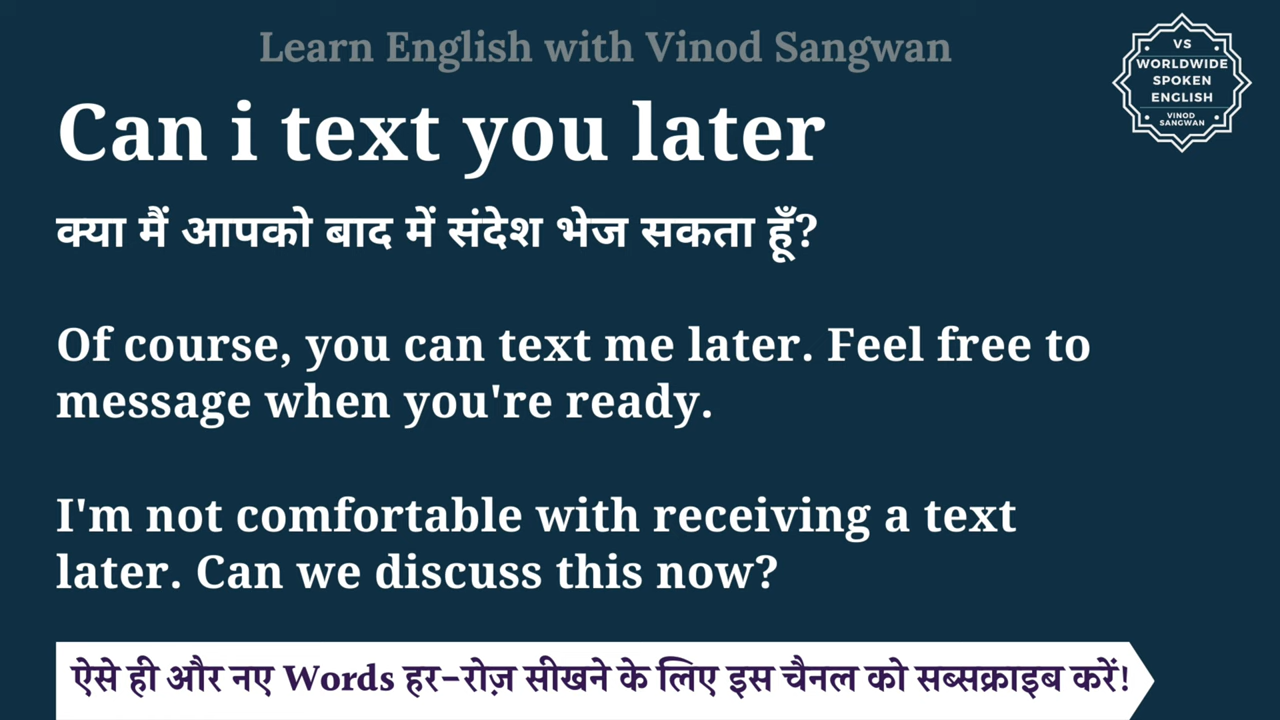 Learn English with Vinod Sangwan
VS
WORLDWIDE
SPOKEN
ENGLISH
VINOD
SANGWAN
Can i text you later
क्या मैं आपको बाद में संदेश भेज सकता हूँ?
Of course, you can text me later. Feel free to
message when you're ready.
I'm not comfortable with receiving a text
later. Can we discuss this now?
ऐसे ही और नए Words हर-रोज़ सीखने के लिए इस चैनल को सब्सक्राइब करें!